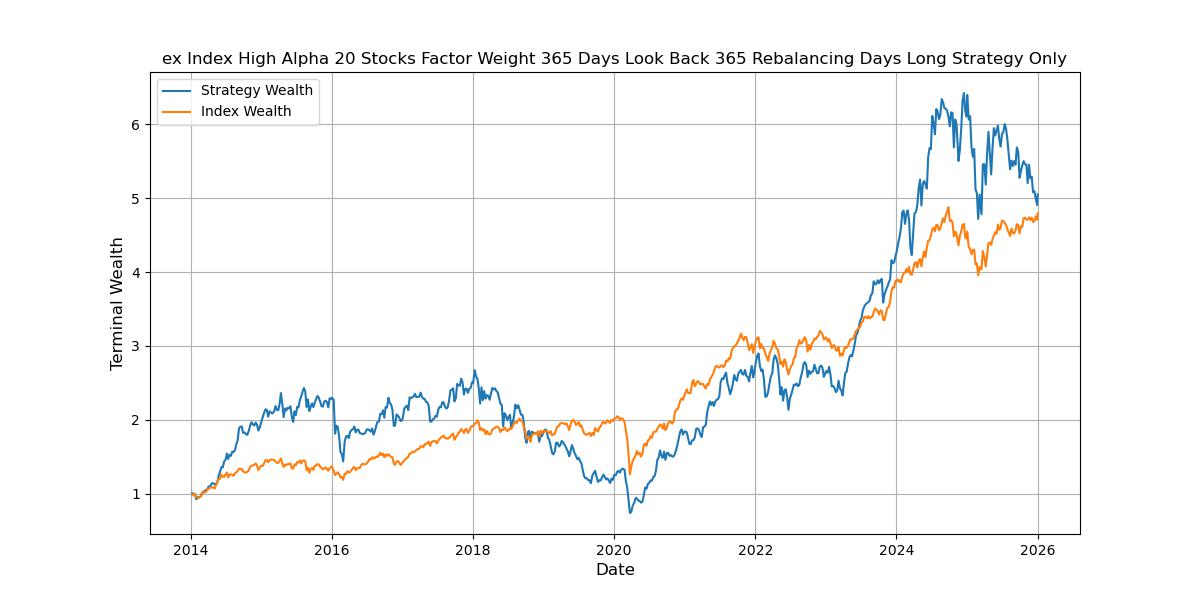 ex Index High Alpha 20 Stocks Factor Weight 365 Days Look Back 365 Rebalancing Days Long Strategy Only
Strategy Wealth
Index Wealth
Terminal Wealth
6
5
4
3
2
1
2014 2016 2018 2020 2022 2024 2026
Date